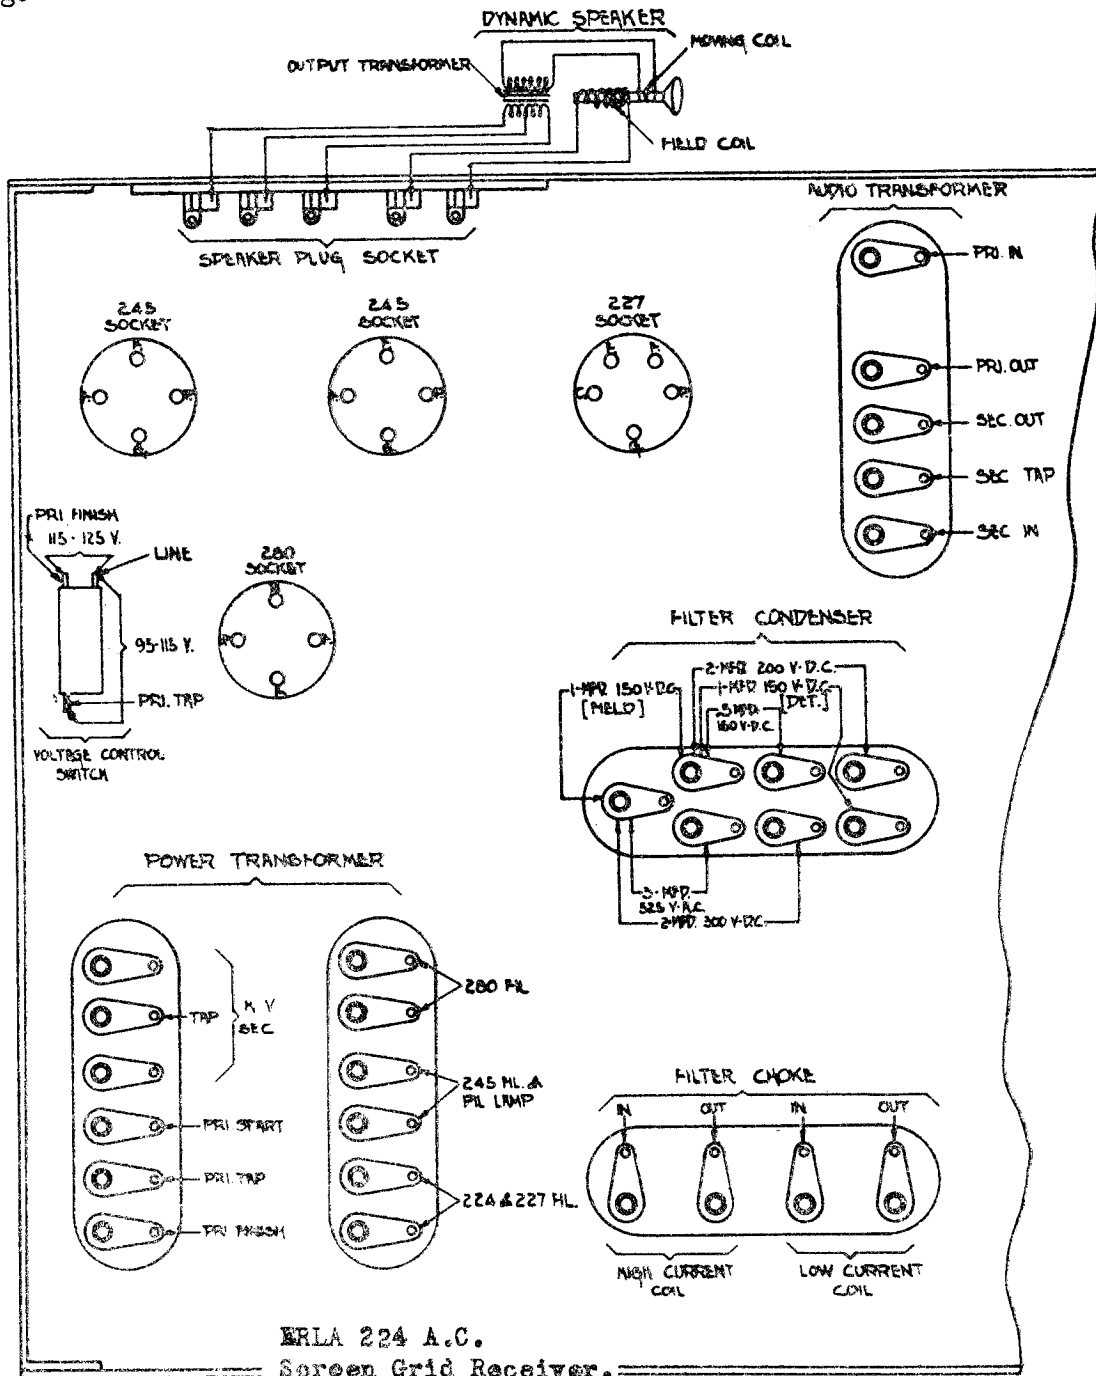 DYNAMIC SPEAKER
MOVING COIL
OUTPUT TRANSFORMER
FIELD COIL
AUDIO TRANSFORMER
SPEAKER PLUG SOCKET
PRI. IN
245
SOCKET
245
SOCKET
227
SOCKET
PRI. OUT
SEC. OUT
SEC TAP
SEC IN
PRI FINISH
115-125 V.
LINE
280
SOCKET
95-115 V.
PRI. TAP
VOLTAGE CONTROL
SWITCH
FILTER CONDENSER
2-MFD 200 V-D.C.
1-MFD 150 V-D.C.
[FIELD]
1-MFD 150 V-D.C.
[DET.]
.5 MFD
160 V-D.C.
3-MFD.
525 V-A.C.
2-MFD. 300 V-D.C.
POWER TRANSFORMER
280 FIL
TAP
H V
SEC
245 FIL. &
PIL LAMP
PRI START
PRI. TAP
224 & 227 FIL.
PRI FINISH
FILTER CHOKE
IN
OUT
IN
OUT
HIGH CURRENT
COIL
LOW CURRENT
COIL
ERLA 224 A.C.
Screen Grid Receiver.